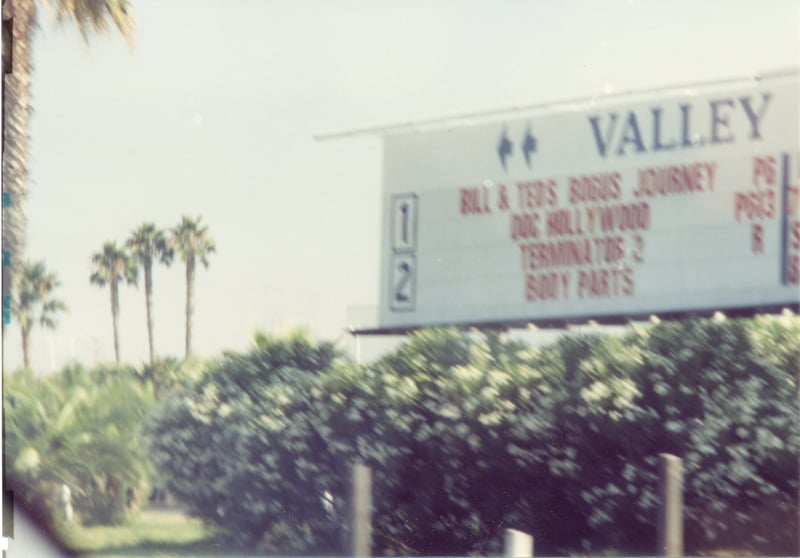 VALLEY
1 BILL & TED'S BOGUS JOURNEY PG
DOC HOLLYWOOD PG13
2 TERMINATOR 2 R
BODY PARTS